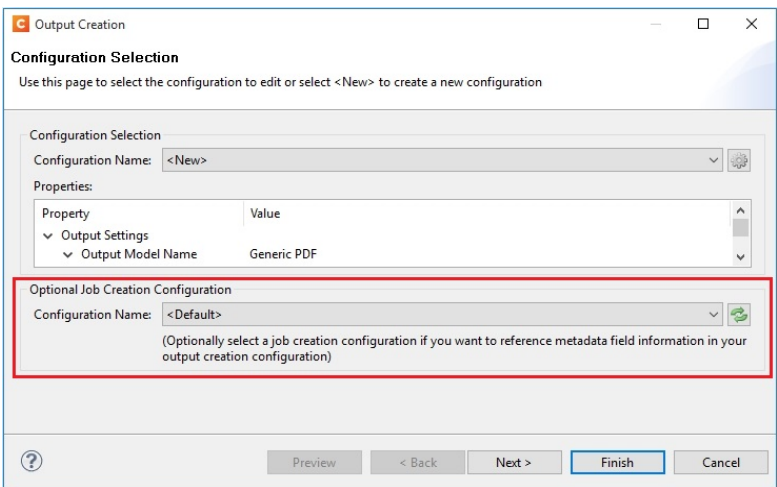 C Output Creation
Configuration Selection
Use this page to select the configuration to edit or select <New> to create a new configuration
Configuration Selection
Configuration Name: <New>
Properties:
Property Value
Output Settings
Output Model Name Generic PDF
Optional Job Creation Configuration
Configuration Name: <Default>
(Optionally select a job creation configuration if you want to reference metadata field information in your
output creation configuration)
? Preview < Back Next > Finish Cancel